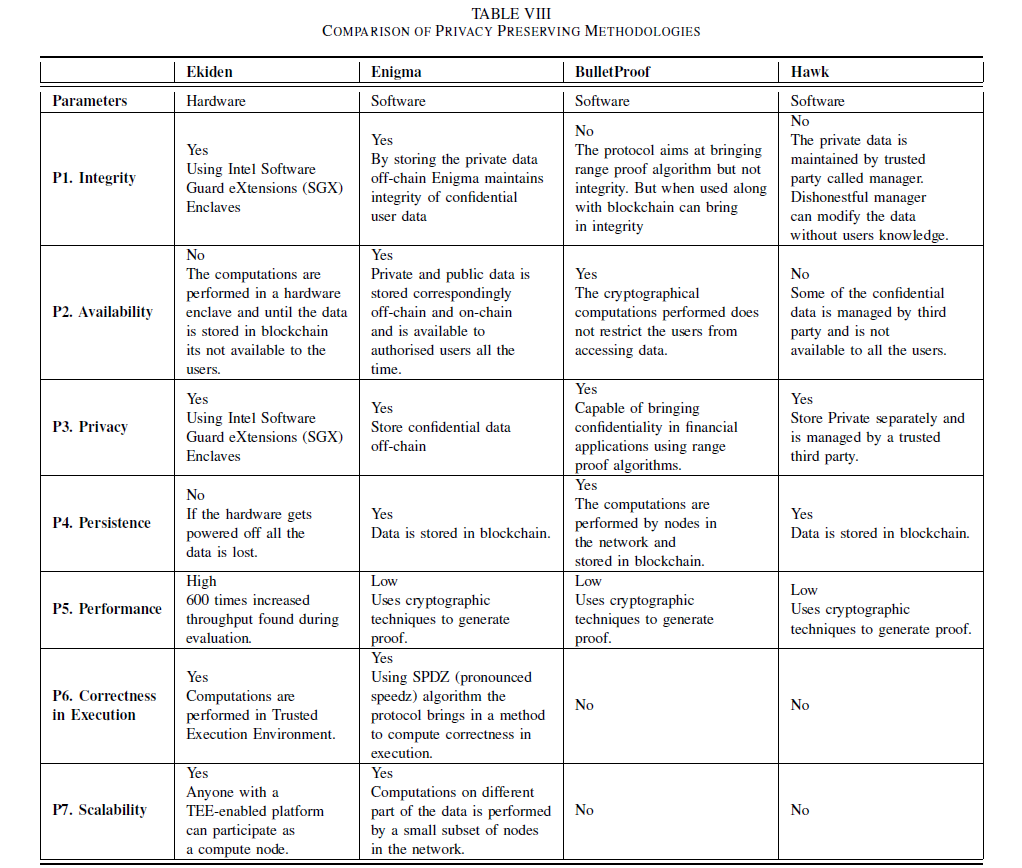 TABLE VIII
COMPARISON OF PRIVACY PRESERVING METHODOLOGIES
Ekiden
Enigma
BulletProof
Hawk
Parameters
Hardware
Software
Software
Software
P1. Integrity
Yes
Using Intel Software
Guard eXtensions (SGX)
Enclaves
Yes
By storing the private data
off-chain Enigma maintains
integrity of confidential
user data
No
The protocol aims at bringing
range proof algorithm but not
integrity. But when used along
with blockchain can bring
in integrity
No
The private data is
maintained by trusted
party called manager.
Dishonestful manager
can modify the data
without users knowledge.
P2. Availability
No
The computations are
performed in a hardware
enclave and until the data
is stored in blockchain
its not available to the
users.
Yes
Private and public data is
stored correspondingly
off-chain and on-chain
and is available to
authorised users all the
time.
Yes
The cryptographical
computations performed does
not restrict the users from
accessing data.
No
Some of the confidential
data is managed by third
party and is not
available to all the users.
P3. Privacy
Yes
Using Intel Software
Guard eXtensions (SGX)
Enclaves
Yes
Store confidential data
off-chain
Yes
Capable of bringing
confidentiality in financial
applications using range
proof algorithms.
Yes
Store Private separately and
is managed by a trusted
third party.
P4. Persistence
No
If the hardware gets
powered off all the
data is lost.
Yes
Data is stored in blockchain.
Yes
The computations are
performed by nodes in
the network and
stored in blockchain.
Yes
Data is stored in blockchain.
P5. Performance
High
600 times increased
throughput found during
evaluation.
Low
Uses cryptographic
techniques to generate
proof.
Low
Uses cryptographic
techniques to generate
proof.
Low
Uses cryptographic
techniques to generate proof.
P6. Correctness
in Execution
Yes
Computations are
performed in Trusted
Execution Environment.
Yes
Using SPDZ (pronounced
speedz) algorithm the
protocol brings in a method
to compute correctness in
execution.
No
No
P7. Scalability
Yes
Anyone with a
TEE-enabled platform
can participate as
a compute node.
Yes
Computations on different
part of the data is performed
by a small subset of nodes
in the network.
No
No